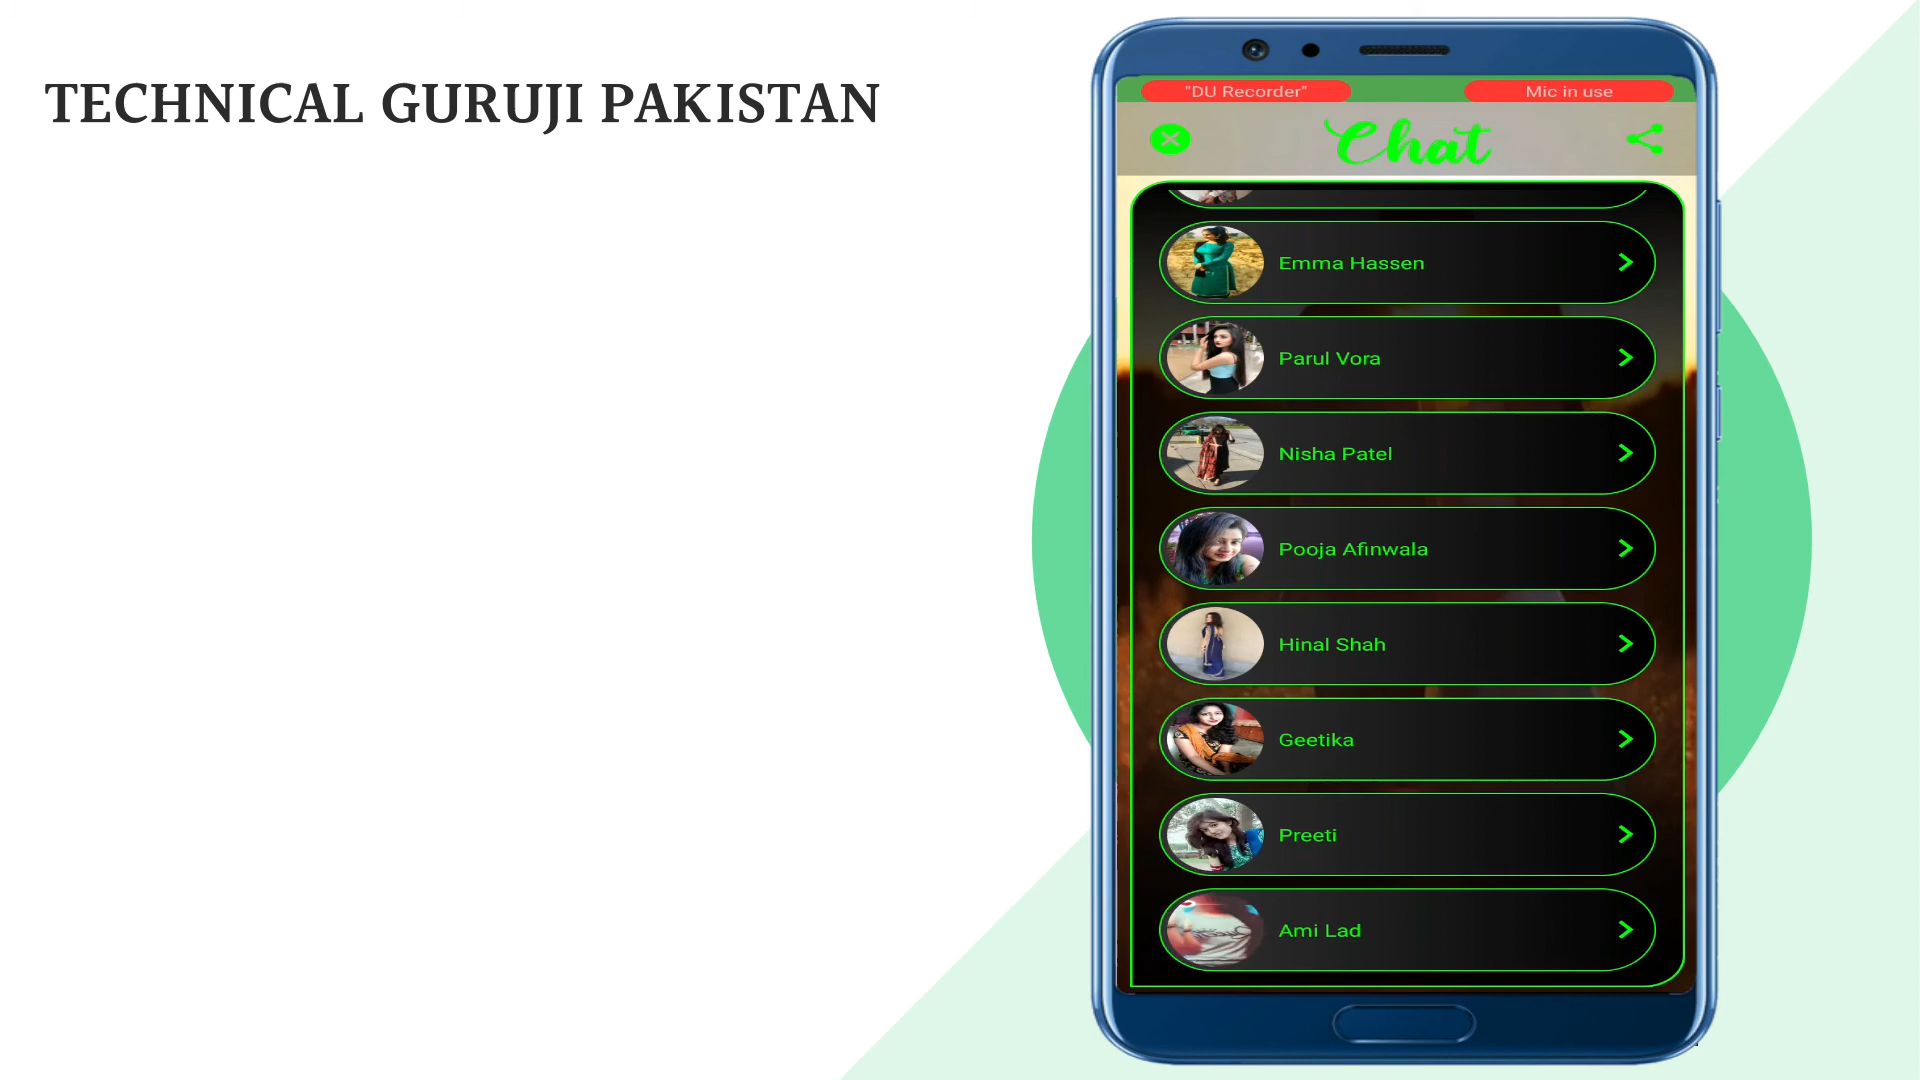 TECHNICAL GURUJI PAKISTAN
"DU Recorder"
Mic in use
Chat
Emma Hassen
Parul Vora
Nisha Patel
Pooja Afinwala
Hinal Shah
Geetika
Preeti
Ami Lad